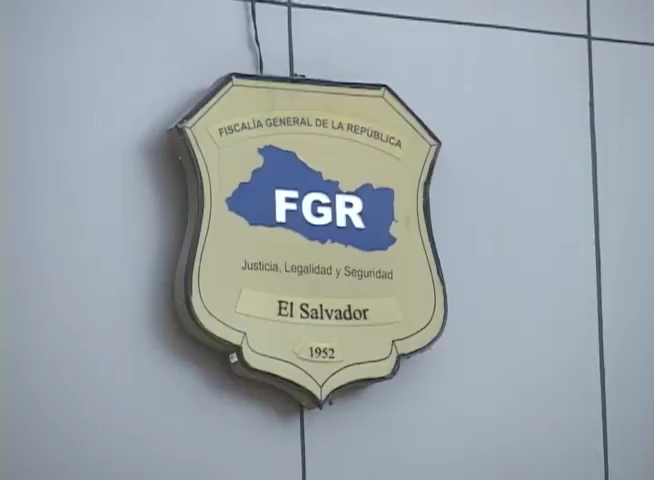 FISCALÍA GENERAL DE LA REPÚBLICA
FGR
Justicia, Legalidad y Seguridad
El Salvador
1952